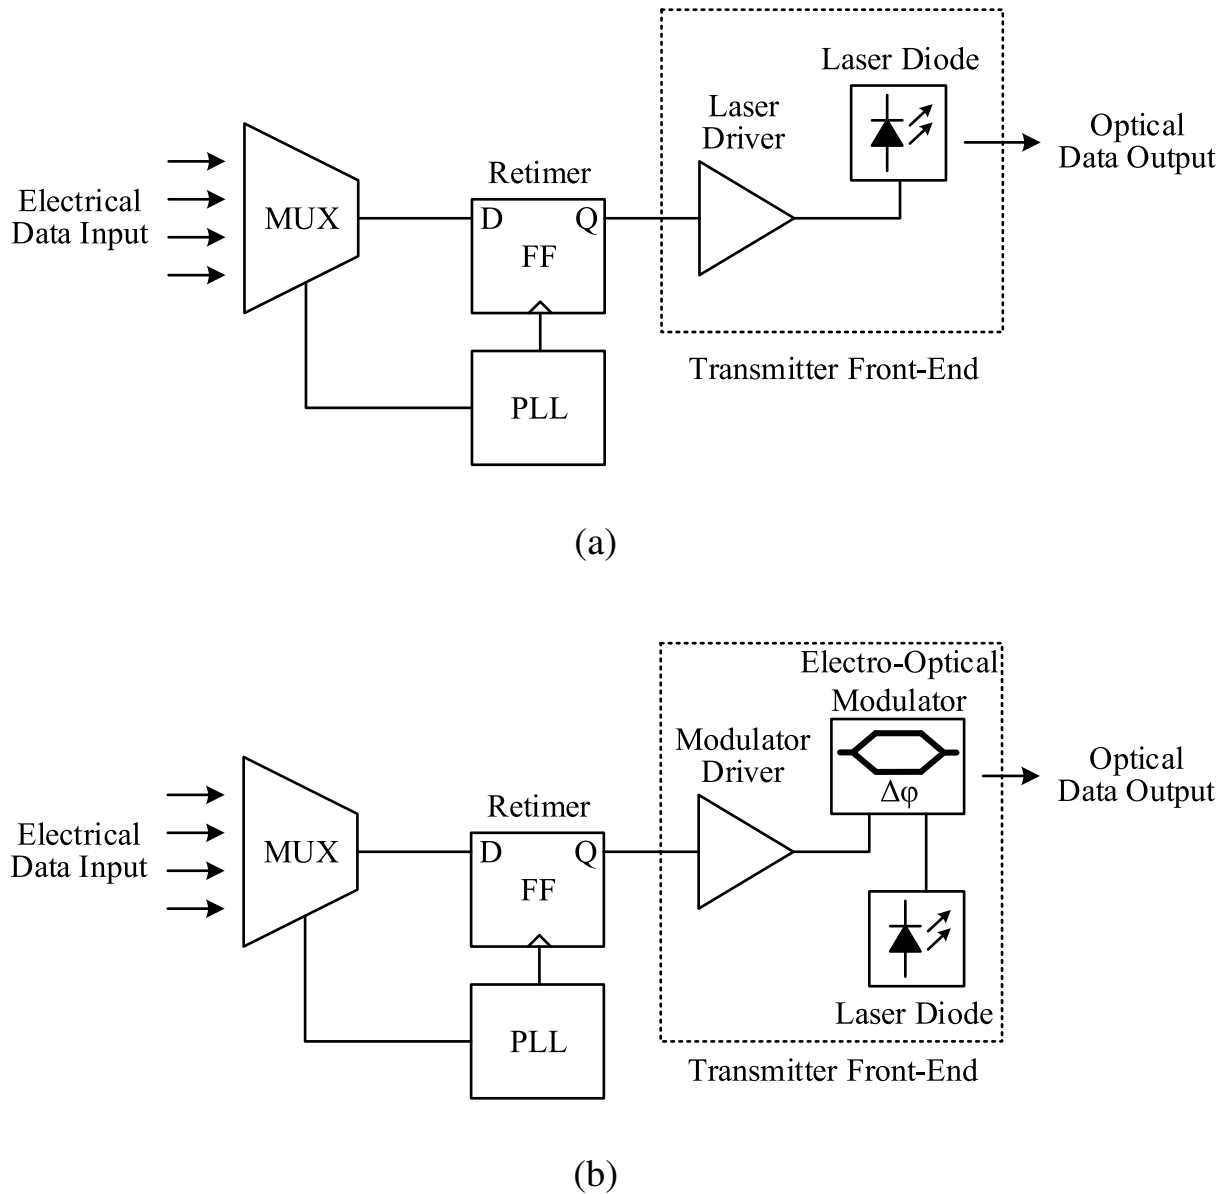 Laser Diode
Laser
Driver
Optical
Data Output
Retimer
Electrical
Data Input
MUX
D
Q
FF
Transmitter Front-End
PLL
(a)
Electro-Optical
Modulator
Modulator
Driver
Optical
Data Output
Δφ
Retimer
Electrical
Data Input
MUX
D
Q
FF
Laser Diode
PLL
Transmitter Front-End
(b)